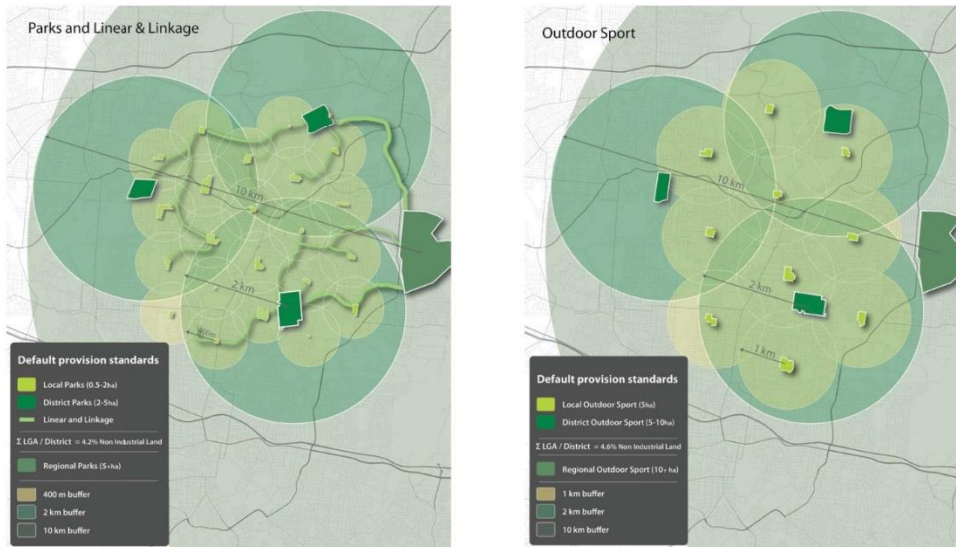 Parks and Linear & Linkage
10 km
2 km
400m
Default provision standards
Local Parks (0.5-2ha)
District Parks (2-5ha)
Linear and Linkage
Σ LGA / District = 4.2% Non Industrial Land
Regional Parks (5+ha)
400 m buffer
2 km buffer
10 km buffer
Outdoor Sport
10 km
2 km
1 km
Default provision standards
Local Outdoor Sport (5ha)
District Outdoor Sport (5-10ha)
Σ LGA / District = 4.6% Non Industrial Land
Regional Outdoor Sport (10+ ha)
1 km buffer
2 km buffer
10 km buffer